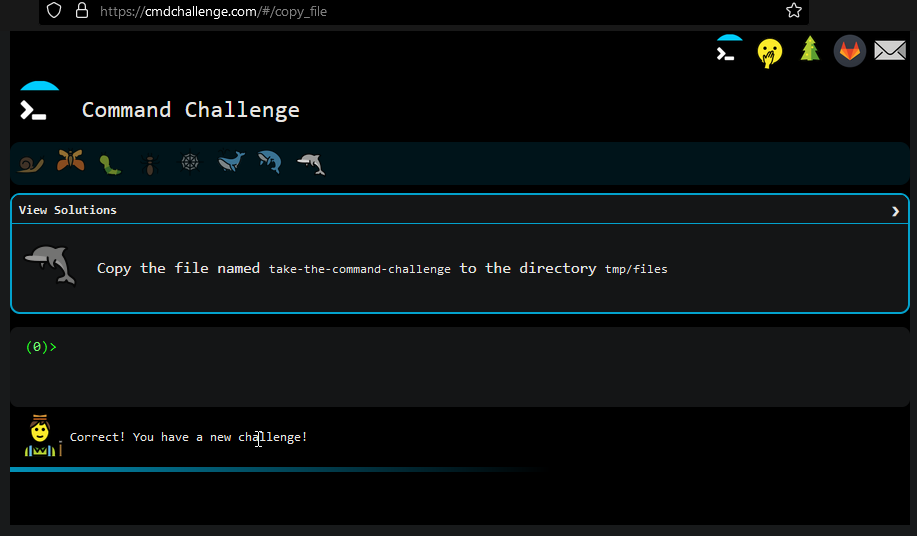 https://cmdchallenge.com/#/copy_file
Command Challenge
View Solutions
Copy the file named take-the-command-challenge to the directory tmp/files
(0)>
Correct! You have a new challenge!